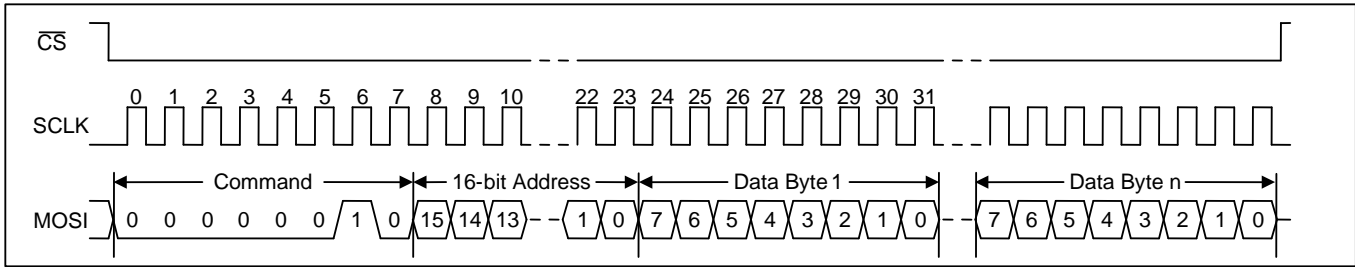 CS
0 1 2 3 4 5 6 7 8 9 10 22 23 24 25 26 27 28 29 30 31
SCLK
Command 16-bit Address Data Byte 1 Data Byte n
MOSI 0 0 0 0 0 0 1 0 15 14 13 1 0 7 6 5 4 3 2 1 0 7 6 5 4 3 2 1 0